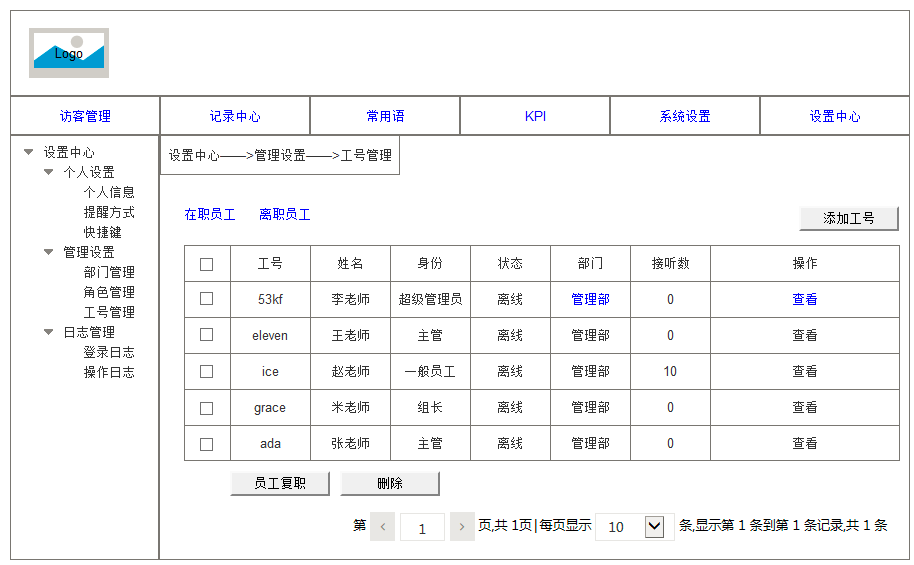 Logo
访客管理 记录中心 常用语 KPI 系统设置 设置中心
设置中心
个人设置
个人信息
提醒方式
快捷键
管理设置
部门管理
角色管理
工号管理
日志管理
登录日志
操作日志
设置中心——>管理设置——>工号管理
在职员工 离职员工 添加工号
工号 姓名 身份 状态 部门 接听数 操作
53kf 李老师 超级管理员 离线 管理部 0 查看
eleven 王老师 主管 离线 管理部 0 查看
ice 赵老师 一般员工 离线 管理部 10 查看
grace 米老师 组长 离线 管理部 0 查看
ada 张老师 主管 离线 管理部 0 查看
员工复职 删除
第 < 1 > 页,共 1页|每页显示 10 条,显示第 1 条到第 1 条记录,共 1 条